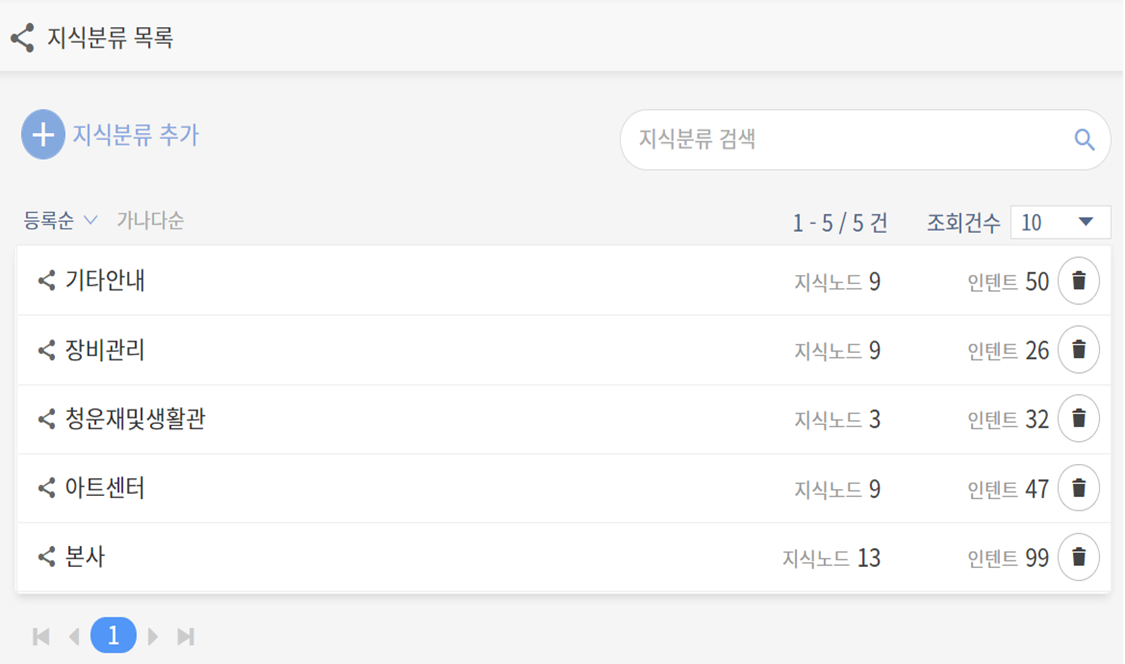 지식분류 목록
지식분류 추가
지식분류 검색
등록순 가나다순 1 - 5 / 5 건 조회건수 10
기타안내 지식노드 9 인텐트 50
장비관리 지식노드 9 인텐트 26
청운재및생활관 지식노드 3 인텐트 32
아트센터 지식노드 9 인텐트 47
본사 지식노드 13 인텐트 99
1